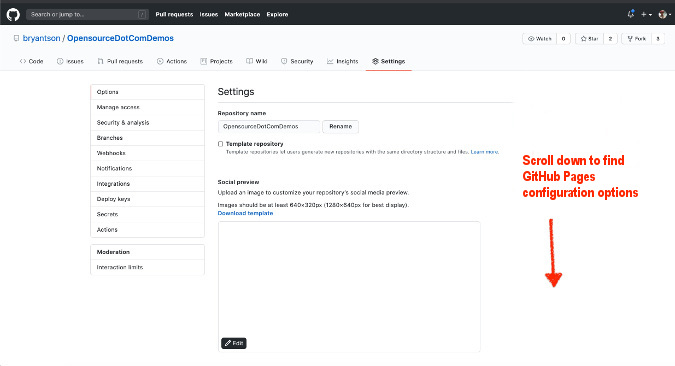 Search or jump to... /
Pull requests Issues Marketplace Explore
bryantson / OpensourceDotComDemos
Watch 0 Star 2 Fork 3
Code Issues Pull requests Actions Projects Wiki Security Insights Settings
Options
Manage access
Security & analysis
Branches
Webhooks
Notifications
Integrations
Deploy keys
Secrets
Actions
Moderation
Interaction limits
Settings
Repository name
OpensourceDotComDemos Rename
Template repository
Template repositories let users generate new repositories with the same directory structure and files. Learn more.
Social preview
Upload an image to customize your repository's social media preview.
Images should be at least 640×320px (1280×640px for best display).
Download template
Edit
Scroll down to find
GitHub Pages
configuration options